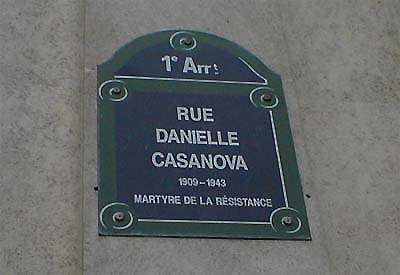 1e Arrt
RUE
DANIELLE
CASANOVA
1909-1943
MARTYRE DE LA RÉSISTANCE